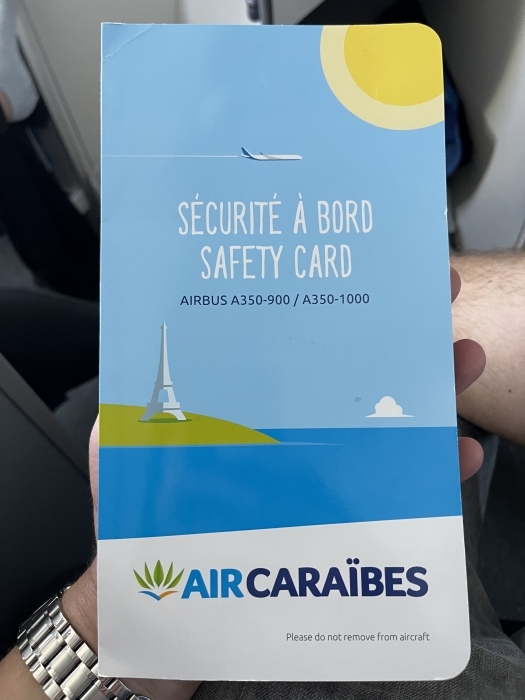 SÉCURITÉ À BORD
SAFETY CARD
AIRBUS A350-900 / A350-1000
AIRCARAÏBES
Please do not remove from aircraft